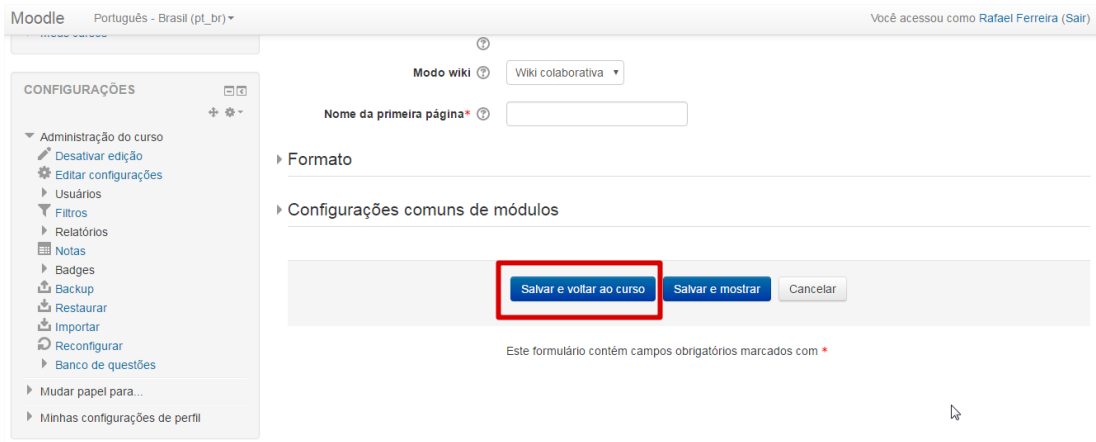 Moodle Português - Brasil (pt_br) Você acessou como Rafael Ferreira (Sair)
Meus cursos
CONFIGURAÇÕES
Administração do curso
Desativar edição
Editar configurações
Usuários
Filtros
Relatórios
Notas
Badges
Backup
Restaurar
Importar
Reconfigurar
Banco de questões
Mudar papel para...
Minhas configurações de perfil
Modo wiki Wiki colaborativa
Nome da primeira página*
Formato
Configurações comuns de módulos
Salvar e voltar ao curso Salvar e mostrar Cancelar
Este formulário contém campos obrigatórios marcados com *